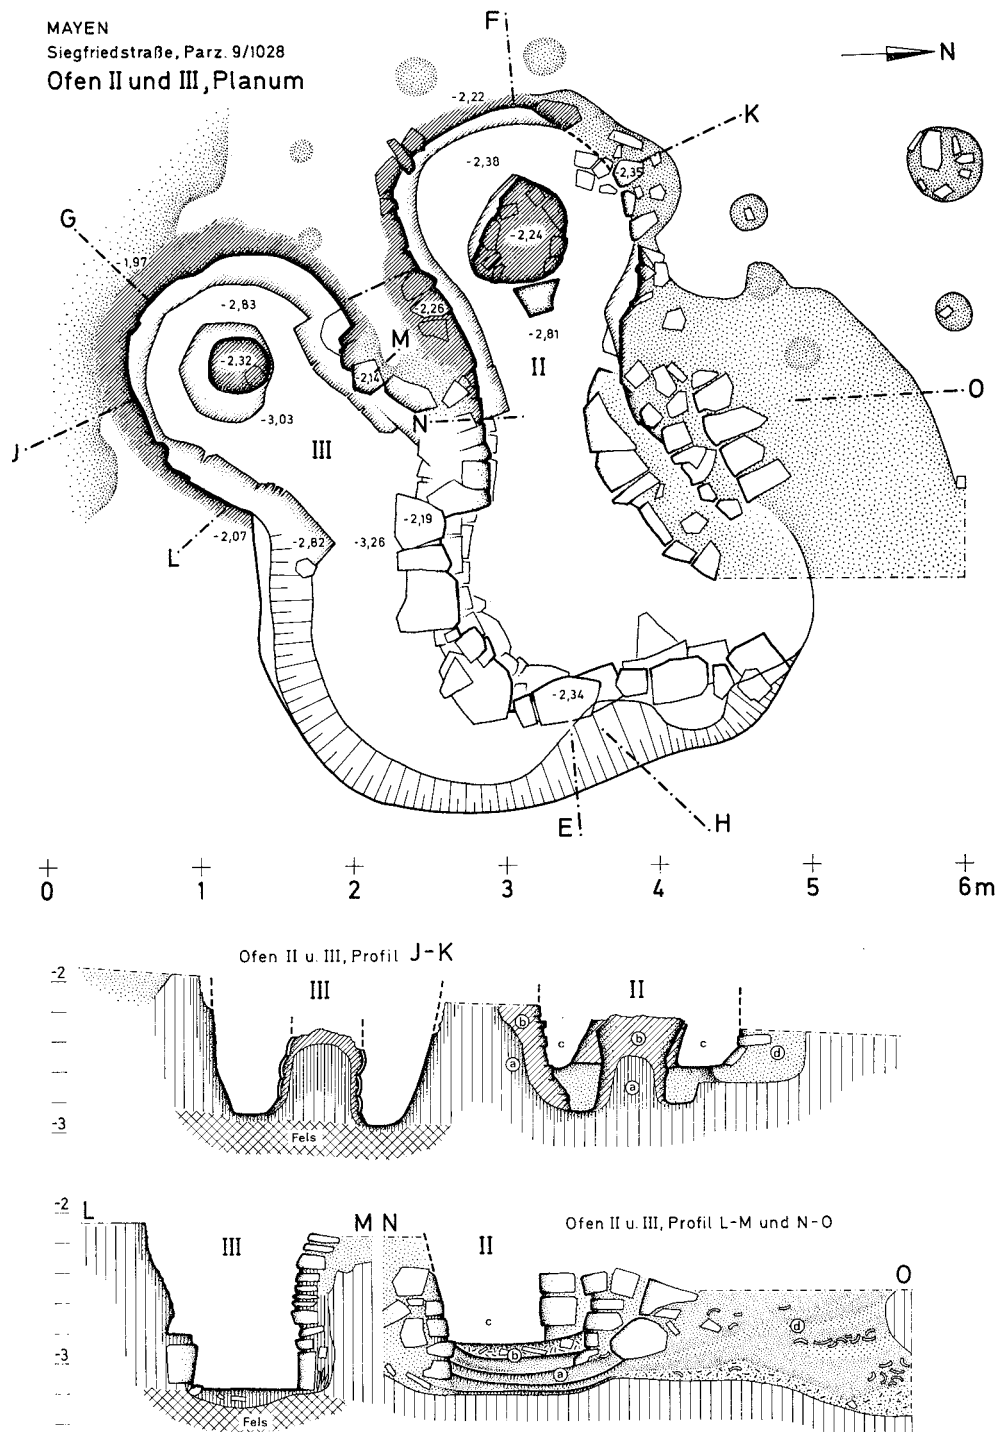 MAYEN
Siegfriedstraße, Parz. 9/1028
Ofen II und III, Planum
F
N
K
-2,22
-2,38
-2,35
G
-1,97
-2,24
-2,83
-2,26
-2,81
M
II
-2,32
-2,14
O
-3,03
N
J
III
-2,19
-2,07
-2,82
-3,26
L
-2,34
E
H
0 1 2 3 4 5 6m
Ofen II u. III, Profil J-K
-2
III
II
b
b
c
c
a
d
a
-3
Fels
-2
L
M N
Ofen II u. III, Profil L-M und N-O
III
II
O
c
d
-3
b
a
Fels